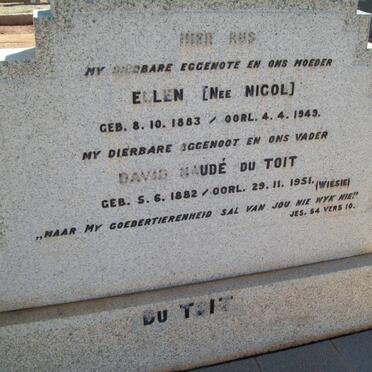 HIER RUS
MY DIERBARE EGGENOTE EN ONS MOEDER
ELLEN [NEE NICOL]
GEB. 8. 10. 1883 / OORL. 4. 4. 1949.
MY DIERBARE EGGENOOT EN ONS VADER
DAVID NAUDÉ DU TOIT
GEB. 5. 6. 1882 / OORL. 29. 11. 1951. (WIESIE)
„MAAR MY GOEDERTIERENHEID SAL VAN JOU NIE WYK NIE!"
JES. 54 VERS 10.
DU TOIT